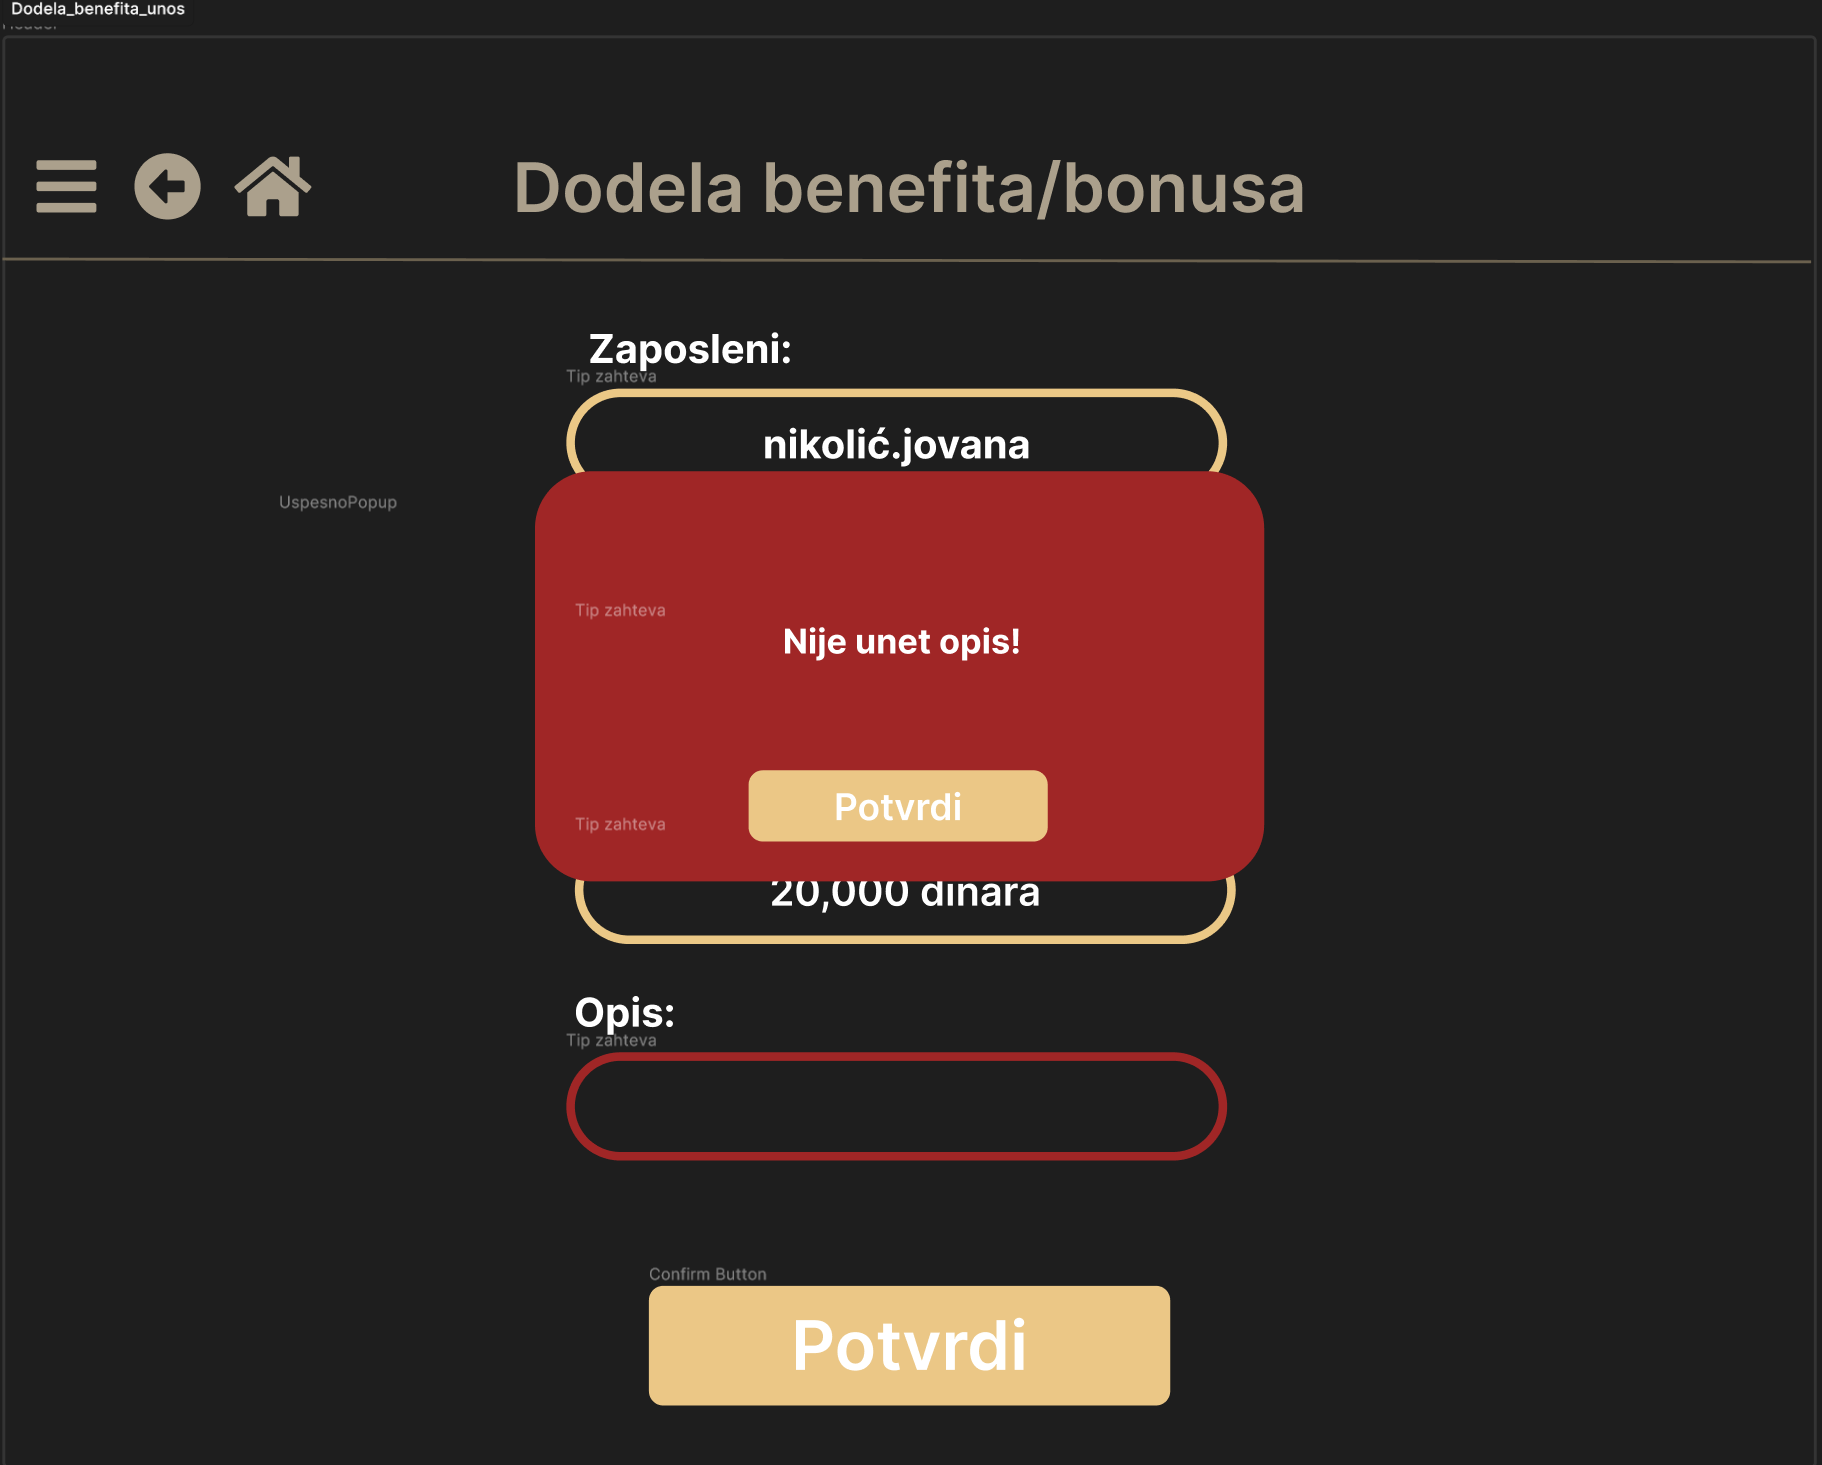 Dodela_benefita_unos
Header
Dodela benefita/bonusa
Zaposleni:
Tip zahteva
nikolić.jovana
UspesnoPopup
Tip zahteva
Nije unet opis!
Potvrdi
Tip zahteva
20,000 dinara
Opis:
Tip zahteva
Confirm Button
Potvrdi